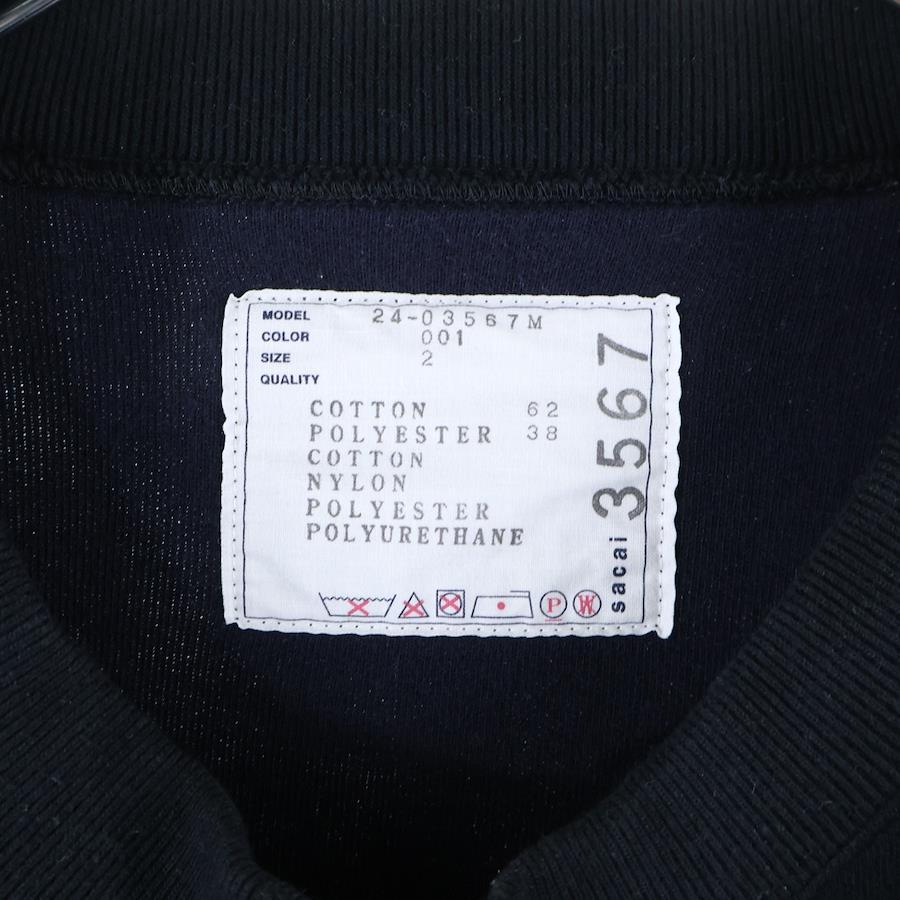 MODEL 24-03567M
COLOR 001
SIZE 2
QUALITY
COTTON 62
POLYESTER 38
COTTON
NYLON
POLYESTER
POLYURETHANE
P W
sacai 3567